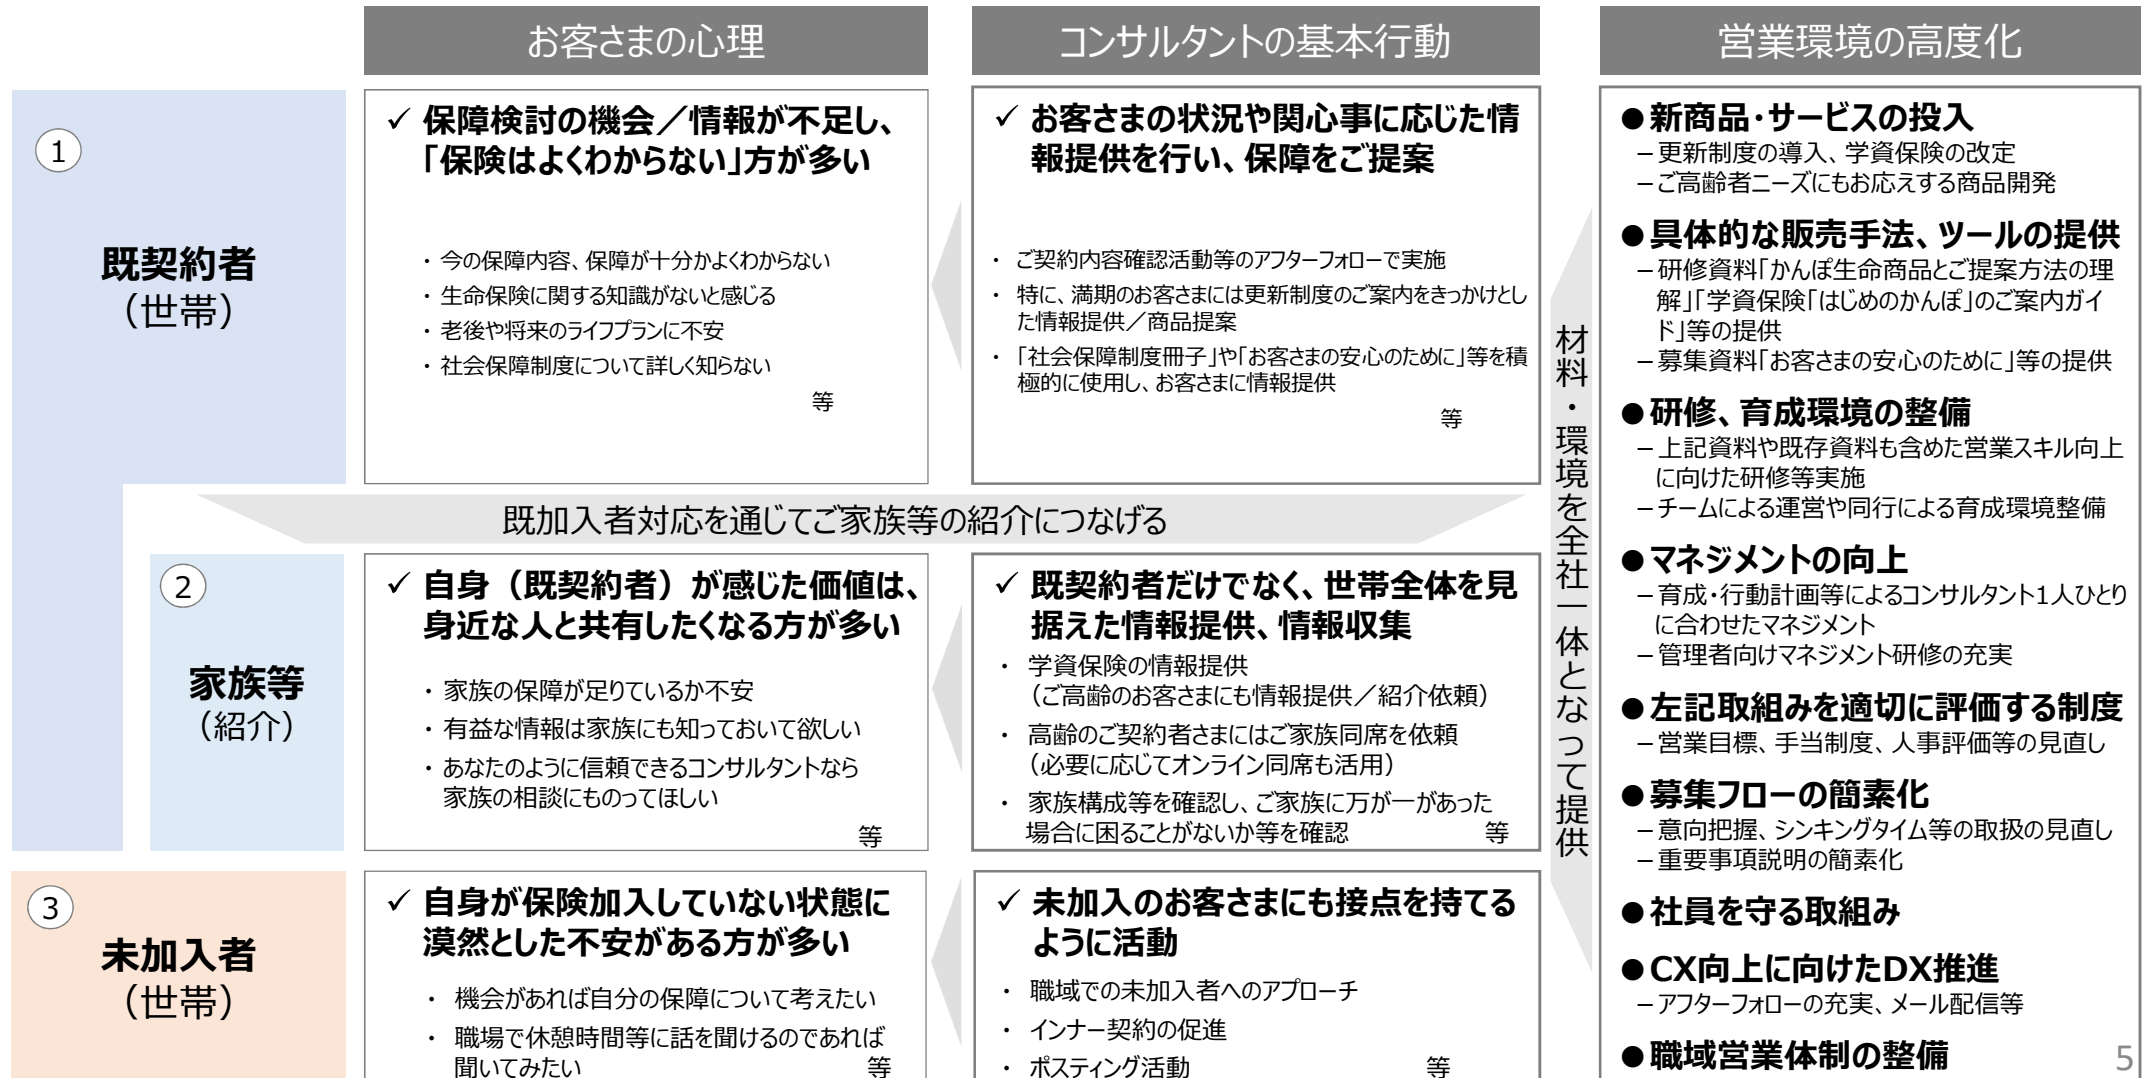 お客さまの心理
コンサルタントの基本行動
営業環境の高度化
①
既契約者
（世帯）
✓ 保障検討の機会／情報が不足し、
「保険はよくわからない」方が多い
・今の保障内容、保障が十分かよくわからない
・生命保険に関する知識がないと感じる
・老後や将来のライフプランに不安
・社会保障制度について詳しく知らない
等
✓ お客さまの状況や関心事に応じた情
報提供を行い、保障をご提案
・ ご契約内容確認活動等のアフターフォローで実施
・ 特に、満期のお客さまには更新制度のご案内をきっかけとし
た情報提供／商品提案
・ 「社会保障制度冊子」や「お客さまの安心のために」等を積
極的に使用し、お客さまに情報提供
等
既加入者対応を通じてご家族等の紹介につなげる
②
家族等
（紹介）
✓ 自身（既契約者）が感じた価値は、
身近な人と共有したくなる方が多い
・家族の保障が足りているか不安
・有益な情報は家族にも知っておいて欲しい
・あなたのように信頼できるコンサルタントなら
家族の相談にものってほしい
等
✓ 既契約者だけでなく、世帯全体を見
据えた情報提供、情報収集
・ 学資保険の情報提供
（ご高齢のお客さまにも情報提供／紹介依頼）
・ 高齢のご契約者さまにはご家族同席を依頼
（必要に応じてオンライン同席も活用）
・ 家族構成等を確認し、ご家族に万が一があった
場合に困ることがないか等を確認 等
③
未加入者
（世帯）
✓ 自身が保険加入していない状態に
漠然とした不安がある方が多い
・ 機会があれば自分の保障について考えたい
・ 職場で休憩時間等に話を聞けるのであれば
聞いてみたい 等
✓ 未加入のお客さまにも接点を持てる
ように活動
・ 職域での未加入者へのアプローチ
・ インナー契約の促進
・ ポスティング活動 等
材料・環境を全社一体となって提供
●新商品・サービスの投入
－更新制度の導入、学資保険の改定
－ご高齢者ニーズにもお応えする商品開発
●具体的な販売手法、ツールの提供
－研修資料「かんぽ生命商品とご提案方法の理
解」「学資保険「はじめのかんぽ」のご案内ガイ
ド」等の提供
－募集資料「お客さまの安心のために」等の提供
●研修、育成環境の整備
－上記資料や既存資料も含めた営業スキル向上
に向けた研修等実施
－チームによる運営や同行による育成環境整備
●マネジメントの向上
－育成・行動計画等によるコンサルタント1人ひとり
に合わせたマネジメント
－管理者向けマネジメント研修の充実
●左記取組みを適切に評価する制度
－営業目標、手当制度、人事評価等の見直し
●募集フローの簡素化
－意向把握、シンキングタイム等の取扱の見直し
－重要事項説明の簡素化
●社員を守る取組み
●CX向上に向けたDX推進
－アフターフォローの充実、メール配信等
●職域営業体制の整備
5